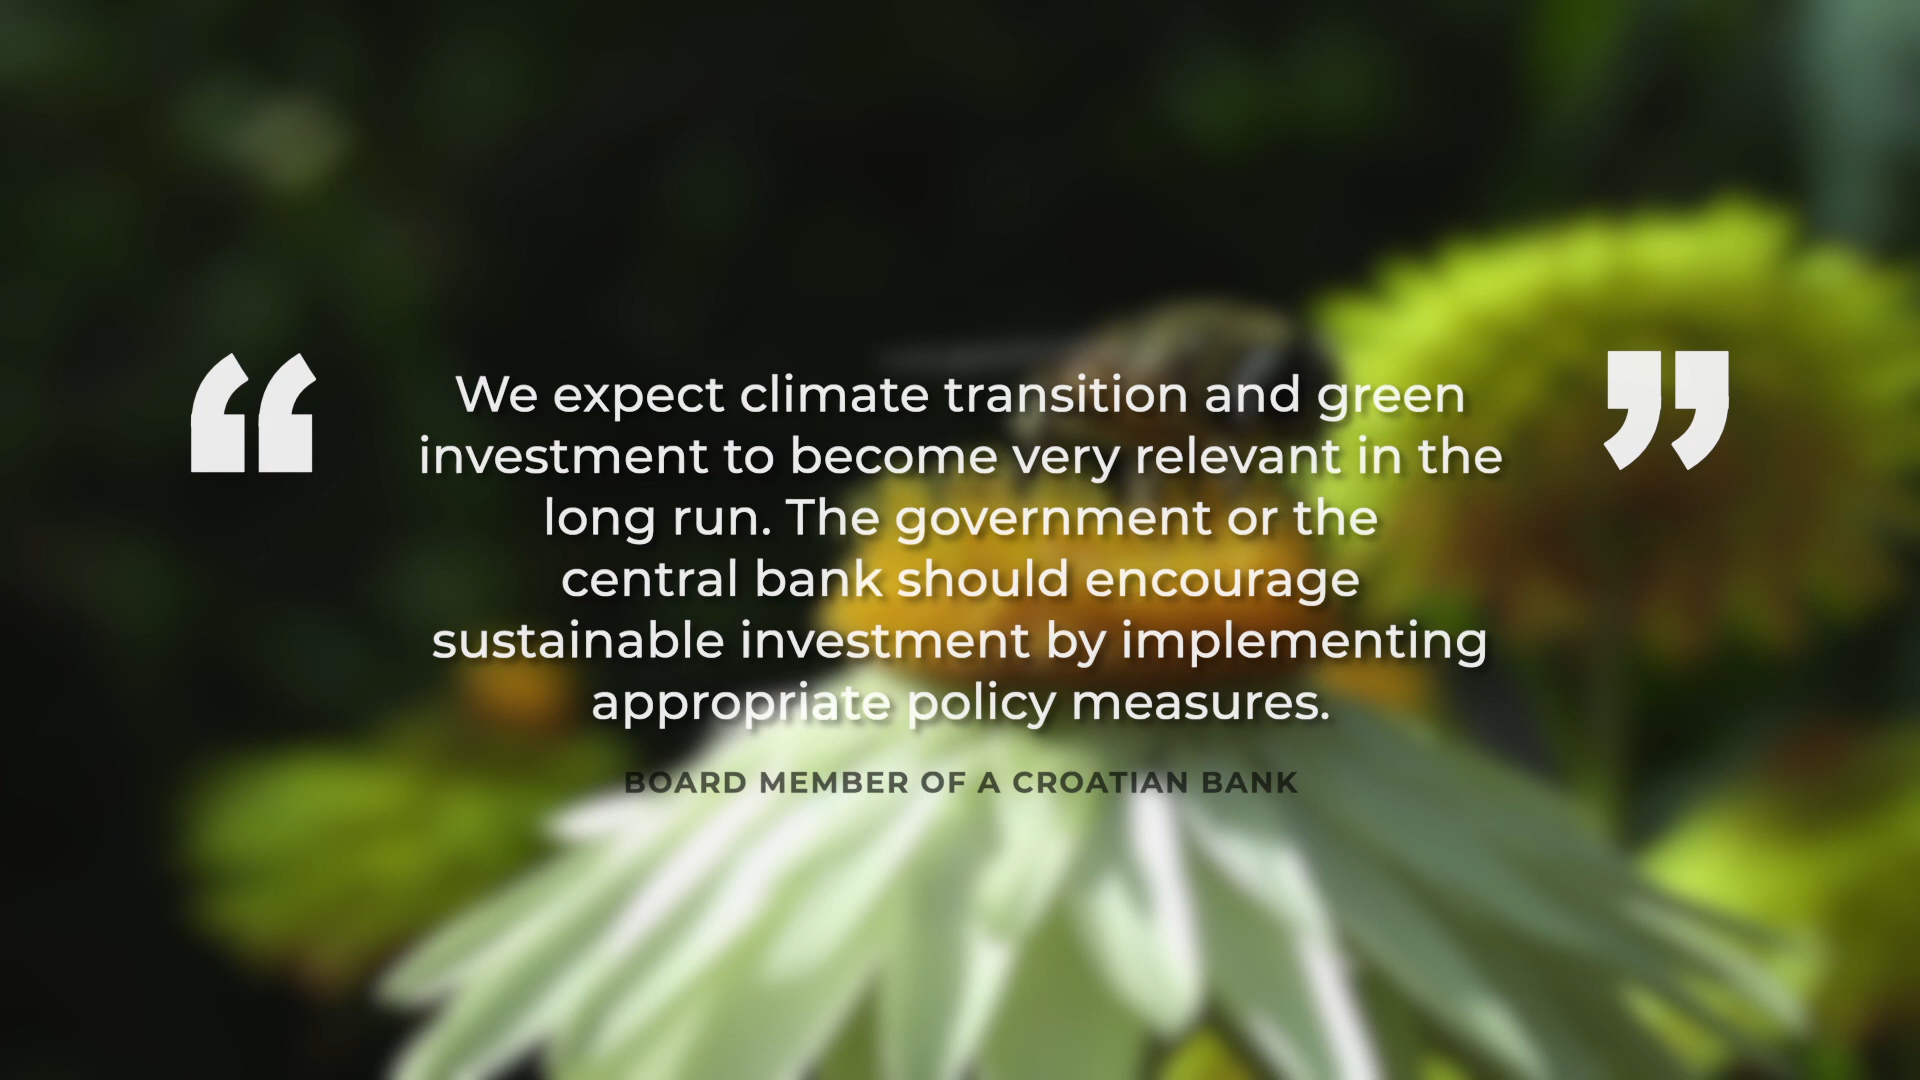 “ We expect climate transition and green ”
investment to become very relevant in the
long run. The government or the
central bank should encourage
sustainable investment by implementing
appropriate policy measures.
BOARD MEMBER OF A CROATIAN BANK